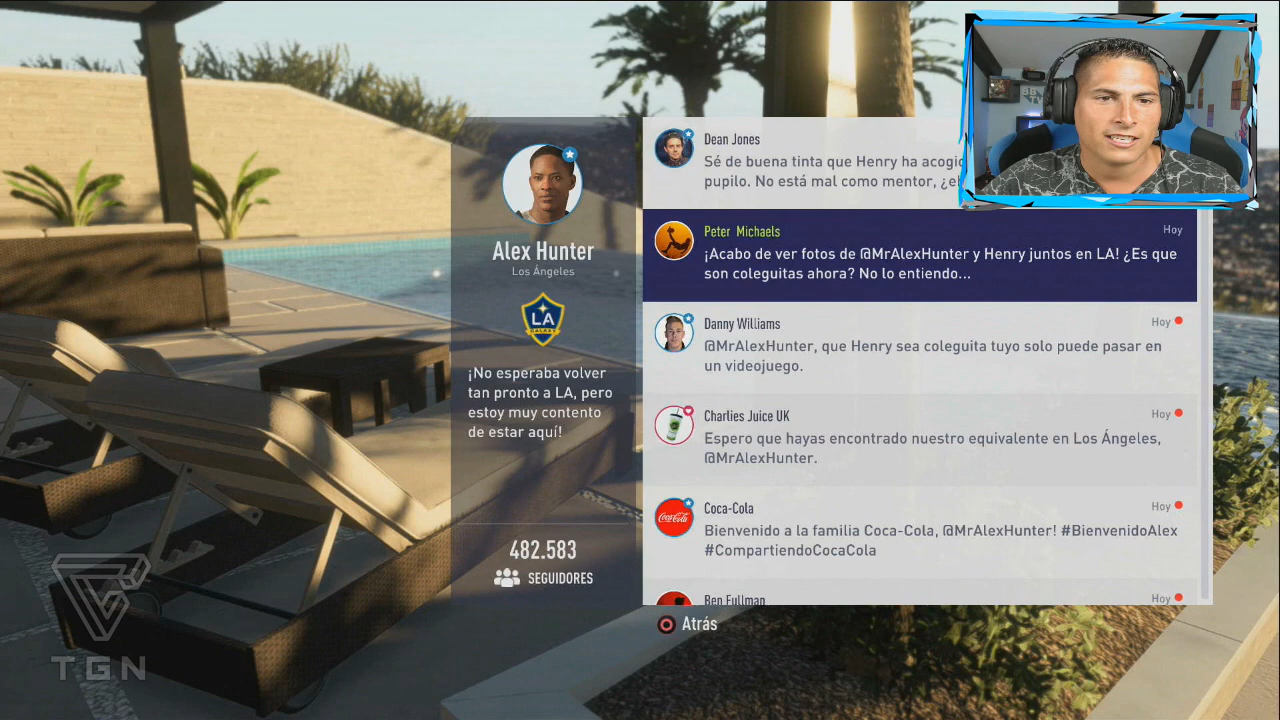 Alex Hunter
Los Ángeles
LA
GALAXY
¡No esperaba volver
tan pronto a LA, pero
estoy muy contento
de estar aquí!
482.583
SEGUIDORES
Dean Jones
Sé de buena tinta que Henry ha acogi
pupilo. No está mal como mentor, ¿e
Peter Michaels
Hoy
¡Acabo de ver fotos de @MrAlexHunter y Henry juntos en LA! ¿Es que
son coleguitas ahora? No lo entiendo...
Danny Williams
Hoy
@MrAlexHunter, que Henry sea coleguita tuyo solo puede pasar en
un videojuego.
Charlies Juice UK
Hoy
Espero que hayas encontrado nuestro equivalente en Los Ángeles,
@MrAlexHunter.
Coca-Cola
Hoy
Coca-Cola
Bienvenido a la familia Coca-Cola, @MrAlexHunter! #BienvenidoAlex
#CompartiendoCocaCola
Ben Fullman
Hoy
Atrás
TGN